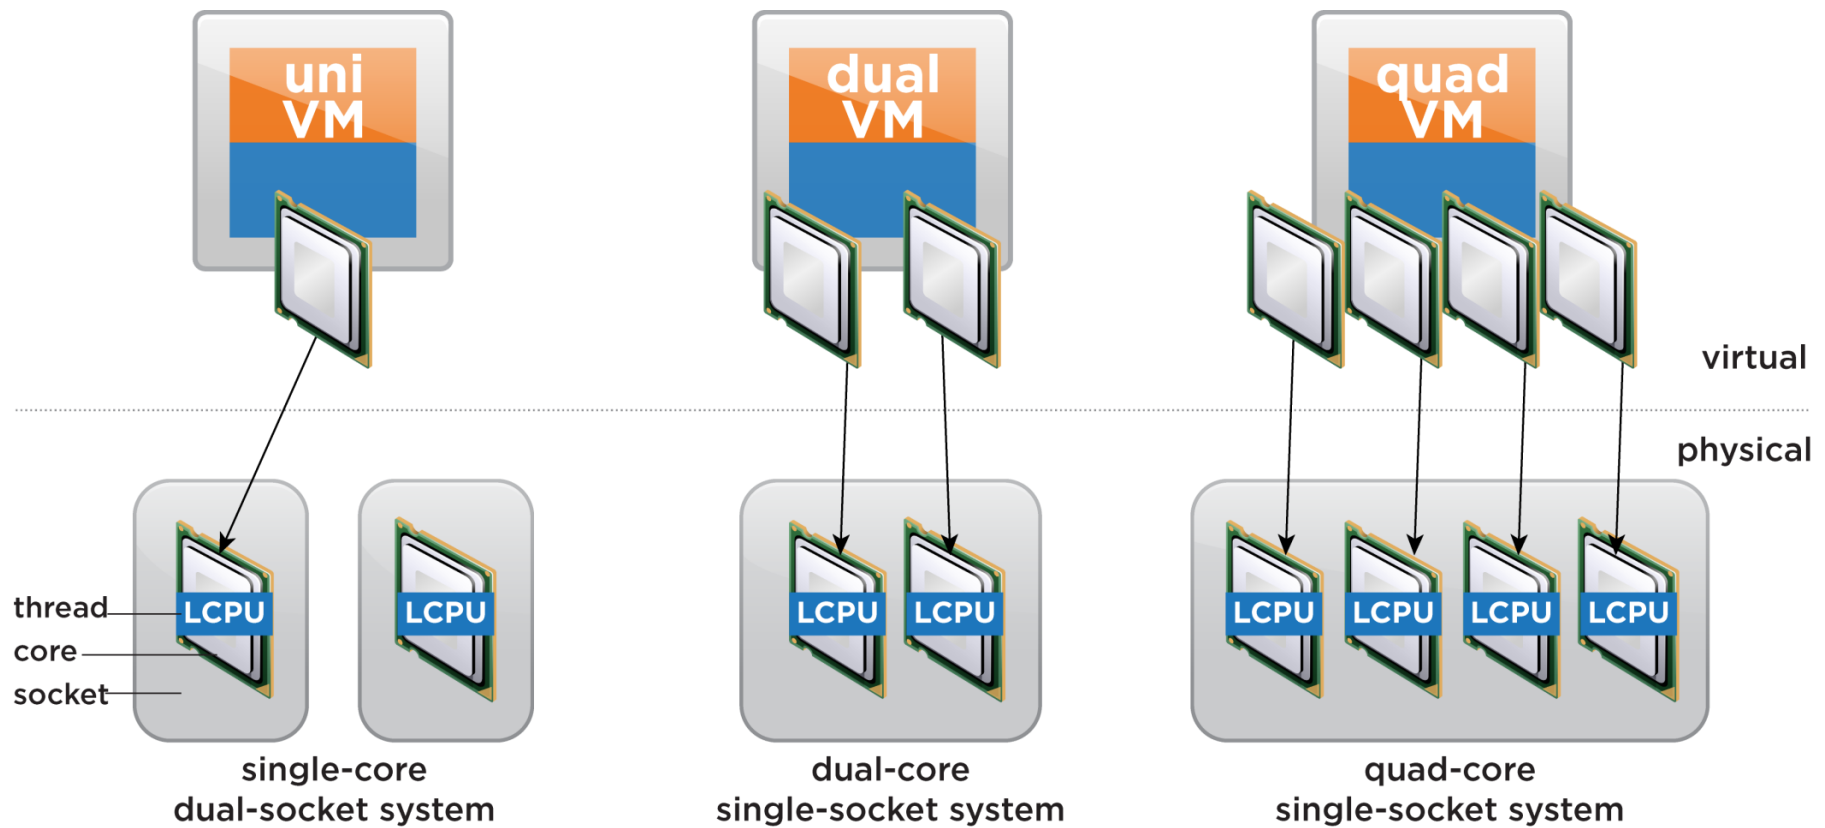 uni
VM
dual
VM
quad
VM
virtual
physical
thread
core
socket
LCPU
LCPU
LCPU
LCPU
LCPU
LCPU
LCPU
LCPU
single-core
dual-socket system
dual-core
single-socket system
quad-core
single-socket system